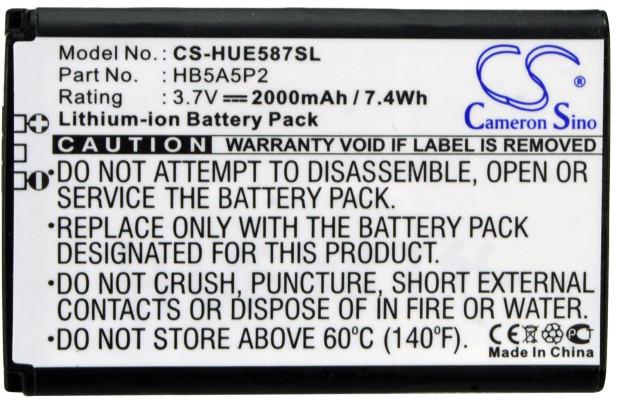 Model No. : CS-HUE587SL
Part No. : HB5A5P2
Rating : 3.7V 2000mAh / 7.4Wh
Lithium-ion Battery Pack
CS ®
Cameron Sino
CAUTION WARRANTY VOID IF LABEL IS REMOVED
•DO NOT ATTEMPT TO DISASSEMBLE, OPEN OR
SERVICE THE BATTERY PACK.
•REPLACE ONLY WITH THE BATTERY PACK
DESIGNATED FOR THIS PRODUCT.
•DO NOT CRUSH, PUNCTURE, SHORT EXTERNAL
CONTACTS OR DISPOSE OF IN FIRE OR WATER.
•DO NOT STORE ABOVE 60°C (140°F).
CE
Made In China